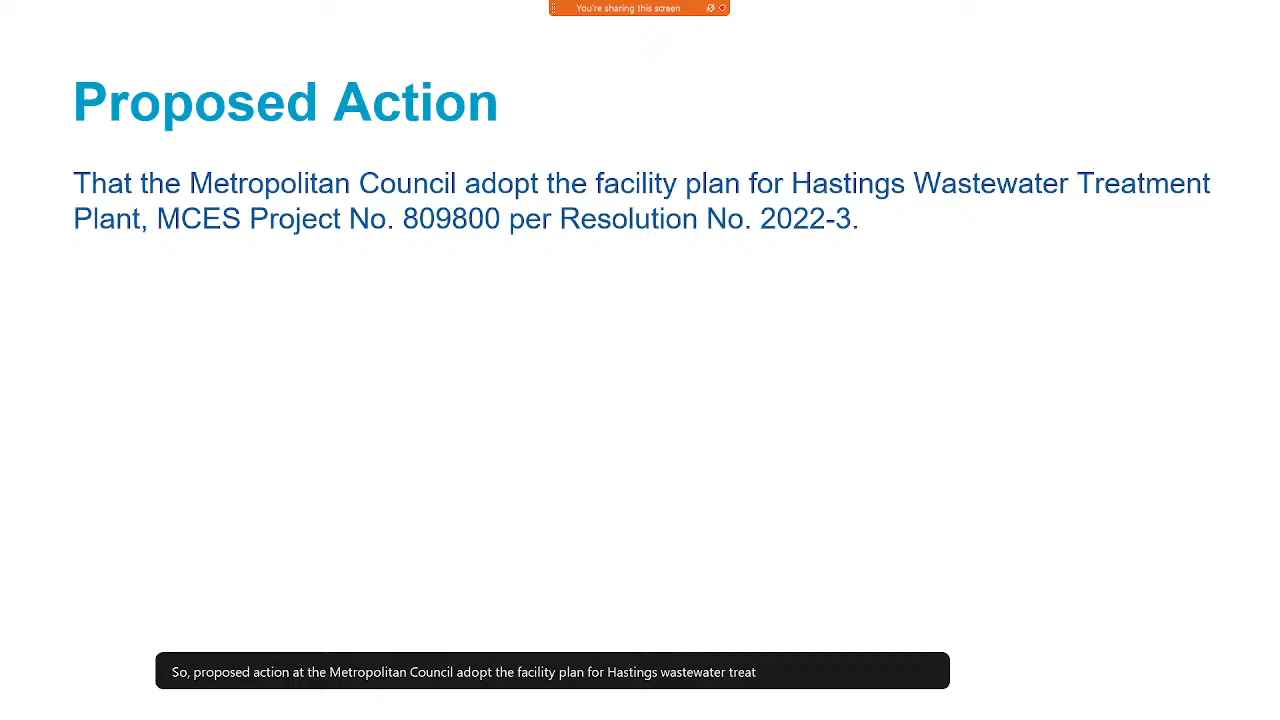 You're sharing this screen
Proposed Action
That the Metropolitan Council adopt the facility plan for Hastings Wastewater Treatment
Plant, MCES Project No. 809800 per Resolution No. 2022-3.
So, proposed action at the Metropolitan Council adopt the facility plan for Hastings wastewater treat